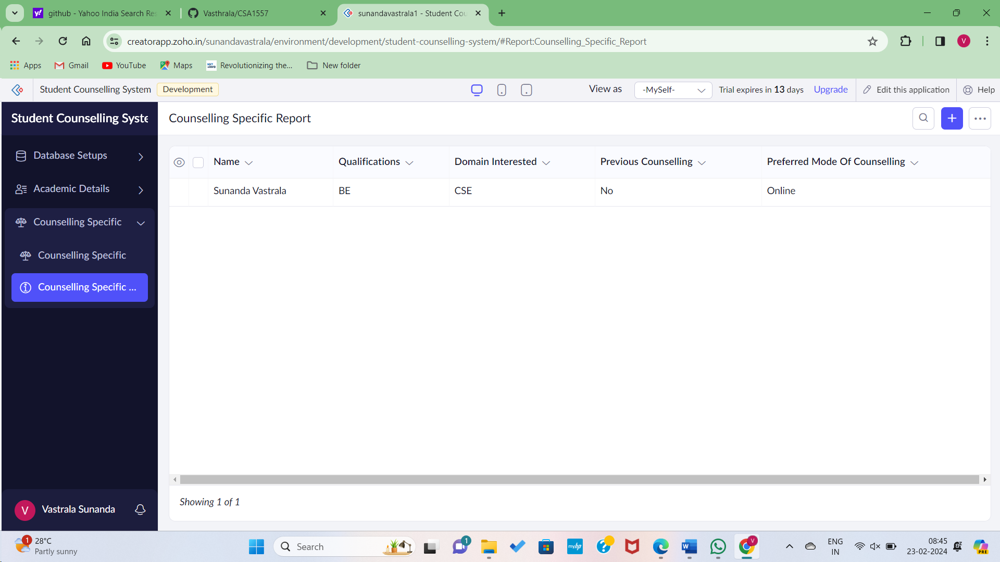 github - Yahoo India Search Res
Vasthrala/CSA1557
sunandavastrala1 - Student Cou
creatorapp.zoho.in/sunandavastrala/environment/development/student-counselling-system/#Report:Counselling_Specific_Report
V
Apps
Gmail
YouTube
Maps
Revolutionizing the...
New folder
Student Counselling System
Development
View as
-MySelf-
Trial expires in 13 days
Upgrade
Edit this application
Help
Student Counselling Syste
Counselling Specific Report
Database Setups
Academic Details
Counselling Specific
Counselling Specific
Counselling Specific ...
Name
Qualifications
Domain Interested
Previous Counselling
Preferred Mode Of Counselling
Sunanda Vastrala
BE
CSE
No
Online
Showing 1 of 1
V
Vastrala Sunanda
1
28°C
Partly sunny
Search
1
myhp
V
ENG
IN
08:45
23-02-2024
PRE